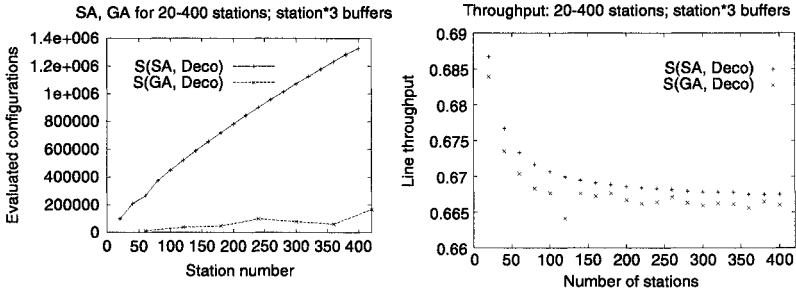 SA, GA for 20-400 stations; station*3 buffers
1.4e+006
1.2e+006
1e+006
800000
600000
400000
200000
0
Evaluated configurations
S(SA, Deco)
S(GA, Deco)
0 50 100 150 200 250 300 350 400
Station number
Throughput: 20-400 stations; station*3 buffers
0.69
0.685
0.68
0.675
0.67
0.665
0.66
Line throughput
S(SA, Deco)
S(GA, Deco)
0 50 100 150 200 250 300 350 400
Number of stations